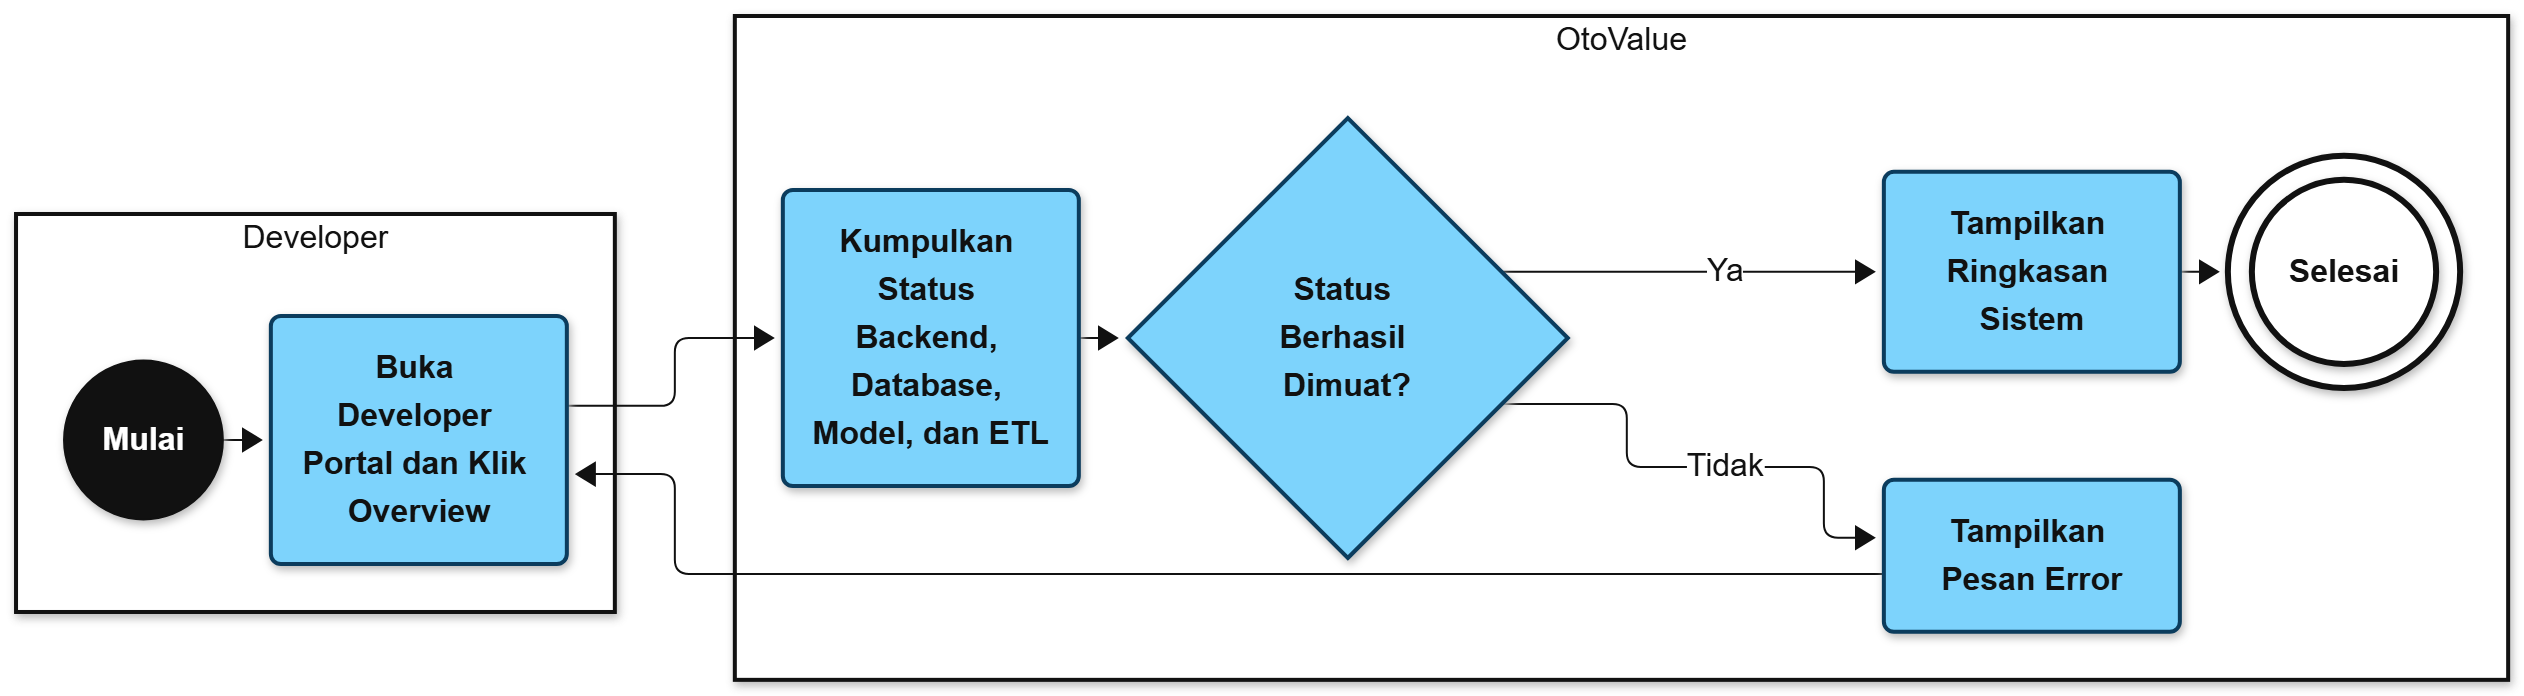 Developer
Mulai
Buka
Developer
Portal dan Klik
Overview
OtoValue
Kumpulkan
Status
Backend,
Database,
Model, dan ETL
Status
Berhasil
Dimuat?
Ya
Tidak
Tampilkan
Ringkasan
Sistem
Selesai
Tampilkan
Pesan Error